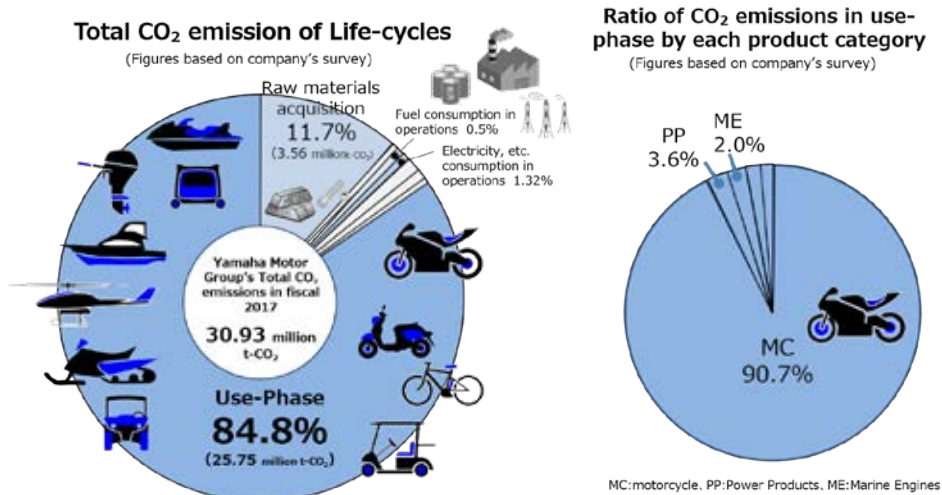 Total CO₂ emission of Life-cycles
(Figures based on company's survey)
Raw materials
acquisition
11.7%
(3.56 milliont-CO₂)
Fuel consumption in
operations 0.5%
Electricity, etc.
consumption in
operations 1.32%
Yamaha Motor
Group's Total CO₂
emissions in fiscal
2017
30.93 million
t-CO₂
Use-Phase
84.8%
(25.75 million t-CO₂)
Ratio of CO₂ emissions in use-
phase by each product category
(Figures based on company's survey)
PP
3.6%
ME
2.0%
MC
90.7%
MC:motorcycle, PP:Power Products, ME:Marine Engines